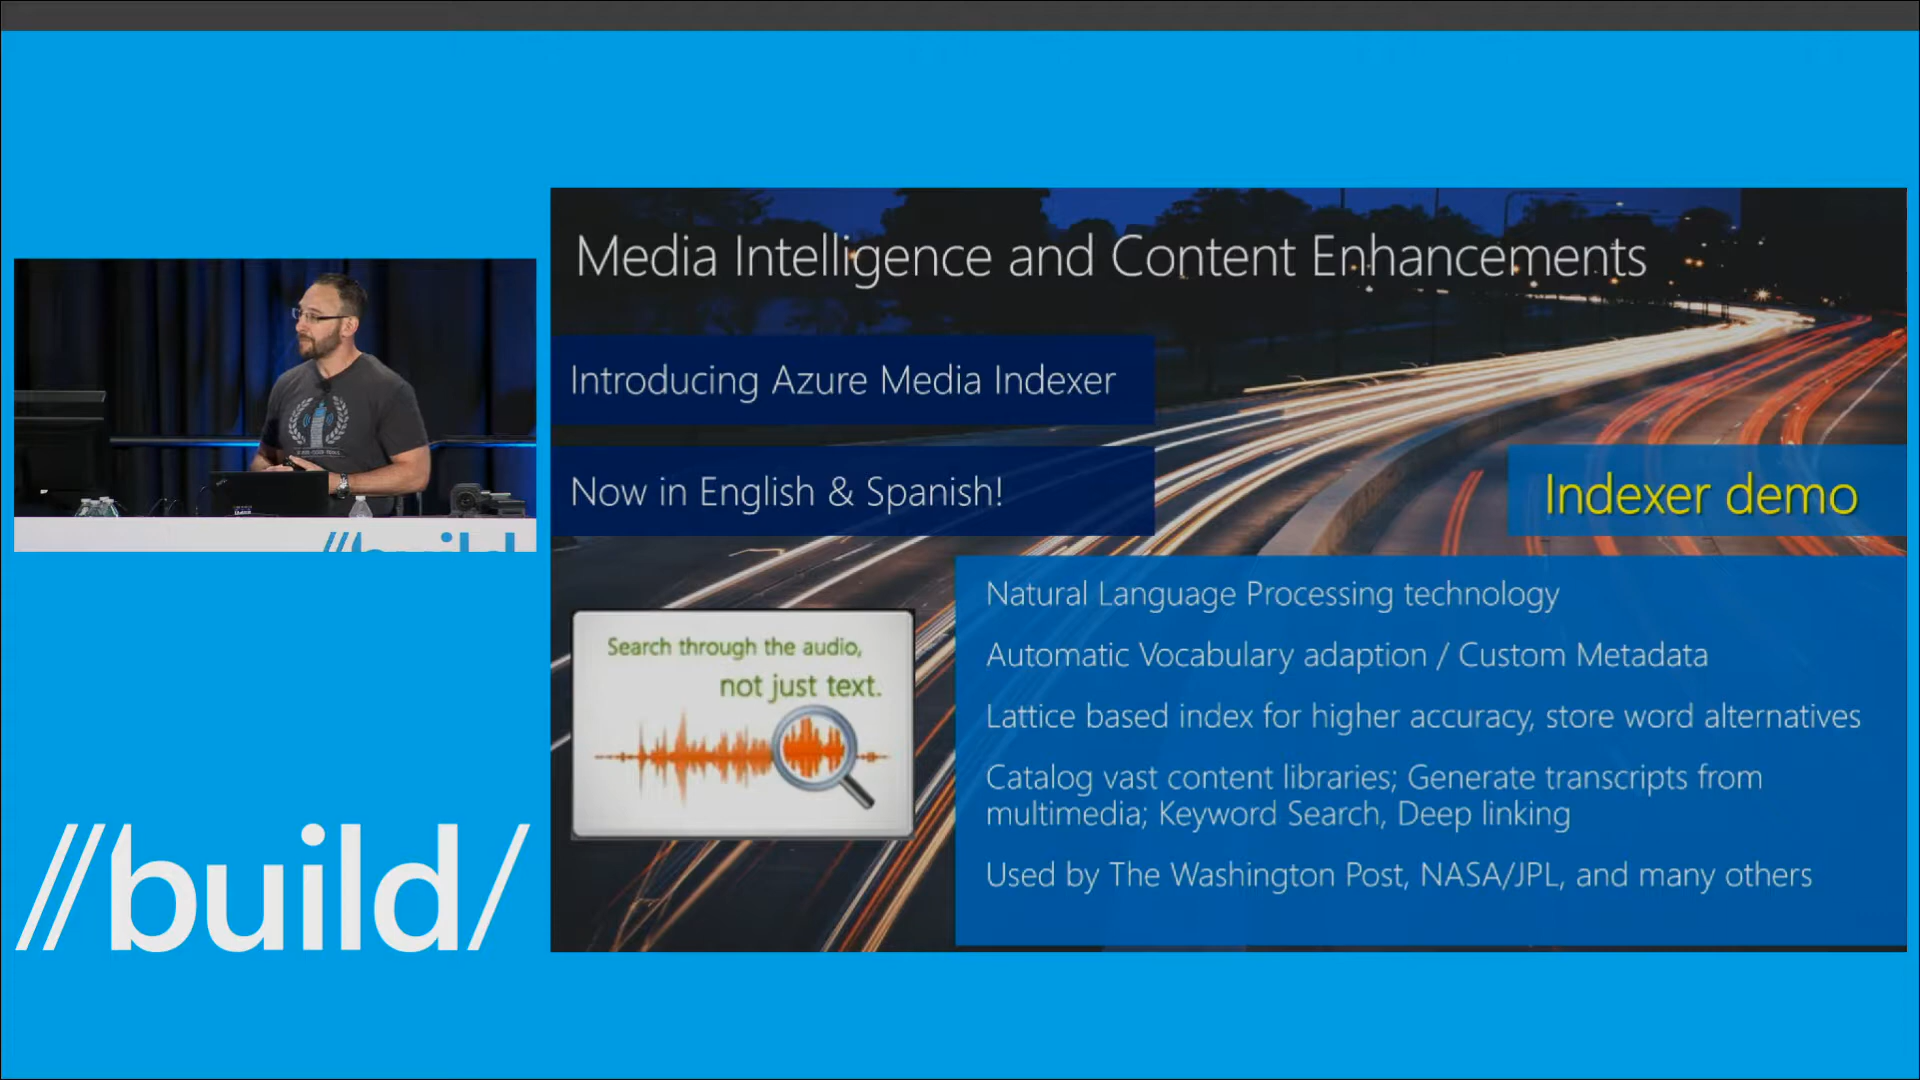 Media Intelligence and Content Enhancements
Introducing Azure Media Indexer
Now in English & Spanish!
Indexer demo
Search through the audio,
not just text.
Natural Language Processing technology
Automatic Vocabulary adaption / Custom Metadata
Lattice based index for higher accuracy, store word alternatives
Catalog vast content libraries; Generate transcripts from
multimedia; Keyword Search, Deep linking
Used by The Washington Post, NASA/JPL, and many others
//build
//build/